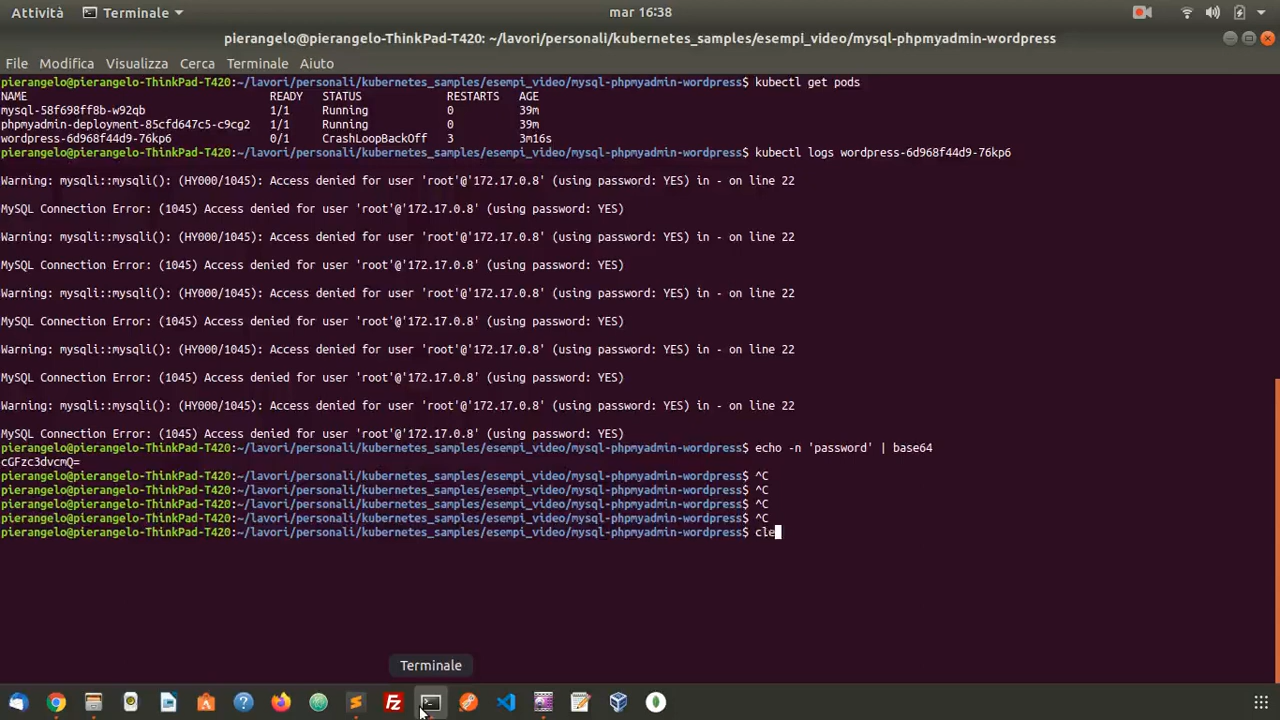 Attività Terminale mar 16:38
pierangelo@pierangelo-ThinkPad-T420: ~/lavori/personali/kubernetes_samples/esempi_video/mysql-phpmyadmin-wordpress
File Modifica Visualizza Cerca Terminale Aiuto
pierangelo@pierangelo-ThinkPad-T420:~/lavori/personali/kubernetes_samples/esempi_video/mysql-phpmyadmin-wordpress$ kubectl get pods
NAME READY STATUS RESTARTS AGE
mysql-58f698ff8b-w92qb 1/1 Running 0 39m
phpmyadmin-deployment-85cfd647c5-c9cg2 1/1 Running 0 39m
wordpress-6d968f44d9-76kp6 0/1 CrashLoopBackOff 3 3m16s
pierangelo@pierangelo-ThinkPad-T420:~/lavori/personali/kubernetes_samples/esempi_video/mysql-phpmyadmin-wordpress$ kubectl logs wordpress-6d968f44d9-76kp6
Warning: mysqli::mysqli(): (HY000/1045): Access denied for user 'root'@'172.17.0.8' (using password: YES) in - on line 22
MySQL Connection Error: (1045) Access denied for user 'root'@'172.17.0.8' (using password: YES)
Warning: mysqli::mysqli(): (HY000/1045): Access denied for user 'root'@'172.17.0.8' (using password: YES) in - on line 22
MySQL Connection Error: (1045) Access denied for user 'root'@'172.17.0.8' (using password: YES)
Warning: mysqli::mysqli(): (HY000/1045): Access denied for user 'root'@'172.17.0.8' (using password: YES) in - on line 22
MySQL Connection Error: (1045) Access denied for user 'root'@'172.17.0.8' (using password: YES)
Warning: mysqli::mysqli(): (HY000/1045): Access denied for user 'root'@'172.17.0.8' (using password: YES) in - on line 22
MySQL Connection Error: (1045) Access denied for user 'root'@'172.17.0.8' (using password: YES)
Warning: mysqli::mysqli(): (HY000/1045): Access denied for user 'root'@'172.17.0.8' (using password: YES) in - on line 22
MySQL Connection Error: (1045) Access denied for user 'root'@'172.17.0.8' (using password: YES)
pierangelo@pierangelo-ThinkPad-T420:~/lavori/personali/kubernetes_samples/esempi_video/mysql-phpmyadmin-wordpress$ echo -n 'password' | base64
cGFzc3dvcmQ=
pierangelo@pierangelo-ThinkPad-T420:~/lavori/personali/kubernetes_samples/esempi_video/mysql-phpmyadmin-wordpress$ ^C
pierangelo@pierangelo-ThinkPad-T420:~/lavori/personali/kubernetes_samples/esempi_video/mysql-phpmyadmin-wordpress$ ^C
pierangelo@pierangelo-ThinkPad-T420:~/lavori/personali/kubernetes_samples/esempi_video/mysql-phpmyadmin-wordpress$ ^C
pierangelo@pierangelo-ThinkPad-T420:~/lavori/personali/kubernetes_samples/esempi_video/mysql-phpmyadmin-wordpress$ ^C
pierangelo@pierangelo-ThinkPad-T420:~/lavori/personali/kubernetes_samples/esempi_video/mysql-phpmyadmin-wordpress$ cle
Terminale